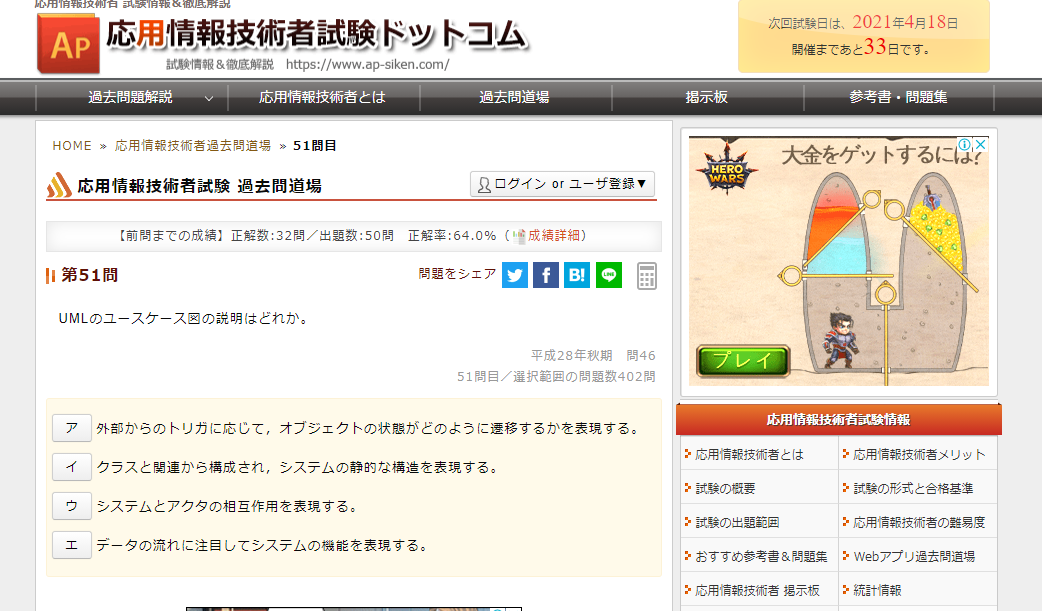 応用情報技術者 試験情報&徹底解説
AP 応用情報技術者試験ドットコム
試験情報&徹底解説 https://www.ap-siken.com/
次回試験日は、2021年4月18日
開催まであと33日です。
過去問題解説
応用情報技術者とは
過去問道場
掲示板
参考書・問題集
HOME » 応用情報技術者過去問道場 » 51問目
応用情報技術者試験 過去問道場
ログイン or ユーザ登録▼
【前問までの成績】正解数:32問／出題数:50問 正解率:64.0% (成績詳細)
第51問
問題をシェア
B!
LINE
UMLのユースケース図の説明はどれか。
平成28年秋期 問46
51問目／選択範囲の問題数402問
ア 外部からのトリガに応じて，オブジェクトの状態がどのように遷移するかを表現する。
イ クラスと関連から構成され，システムの静的な構造を表現する。
ウ システムとアクタの相互作用を表現する。
エ データの流れに注目してシステムの機能を表現する。
大金をゲットするには?
HERO WARS
プレイ
応用情報技術者試験情報
応用情報技術者とは
応用情報技術者メリット
試験の概要
試験の形式と合格基準
試験の出題範囲
応用情報技術者の難易度
おすすめ参考書&問題集
Webアプリ過去問道場
応用情報技術者 掲示板
統計情報